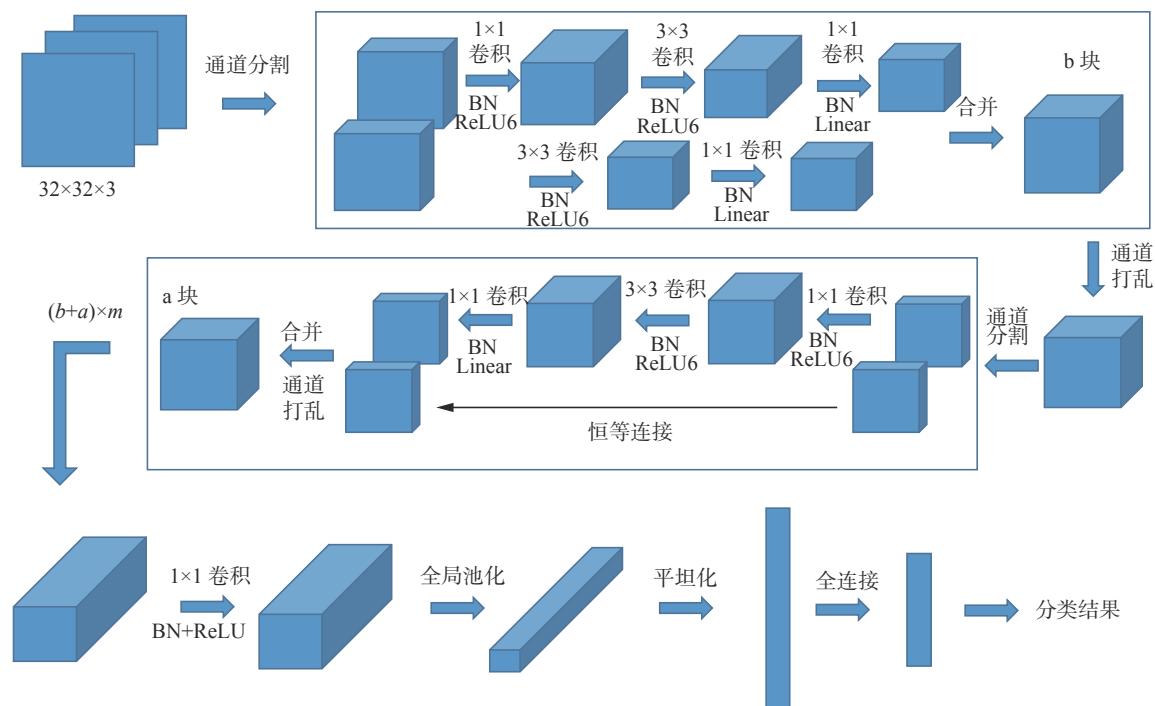 32×32×3
通道分割
1×1
卷积
BN
ReLU6
3×3
卷积
BN
ReLU6
1×1
卷积
BN
Linear
3×3 卷积
BN
ReLU6
1×1 卷积
BN
Linear
合并
b 块
通道
打乱
通道
分割
1×1 卷积
BN
ReLU6
3×3 卷积
BN
ReLU6
1×1 卷积
BN
Linear
恒等连接
合并
通道
打乱
a 块
(b+a)×m
1×1 卷积
BN+ReLU
全局池化
平坦化
全连接
分类结果